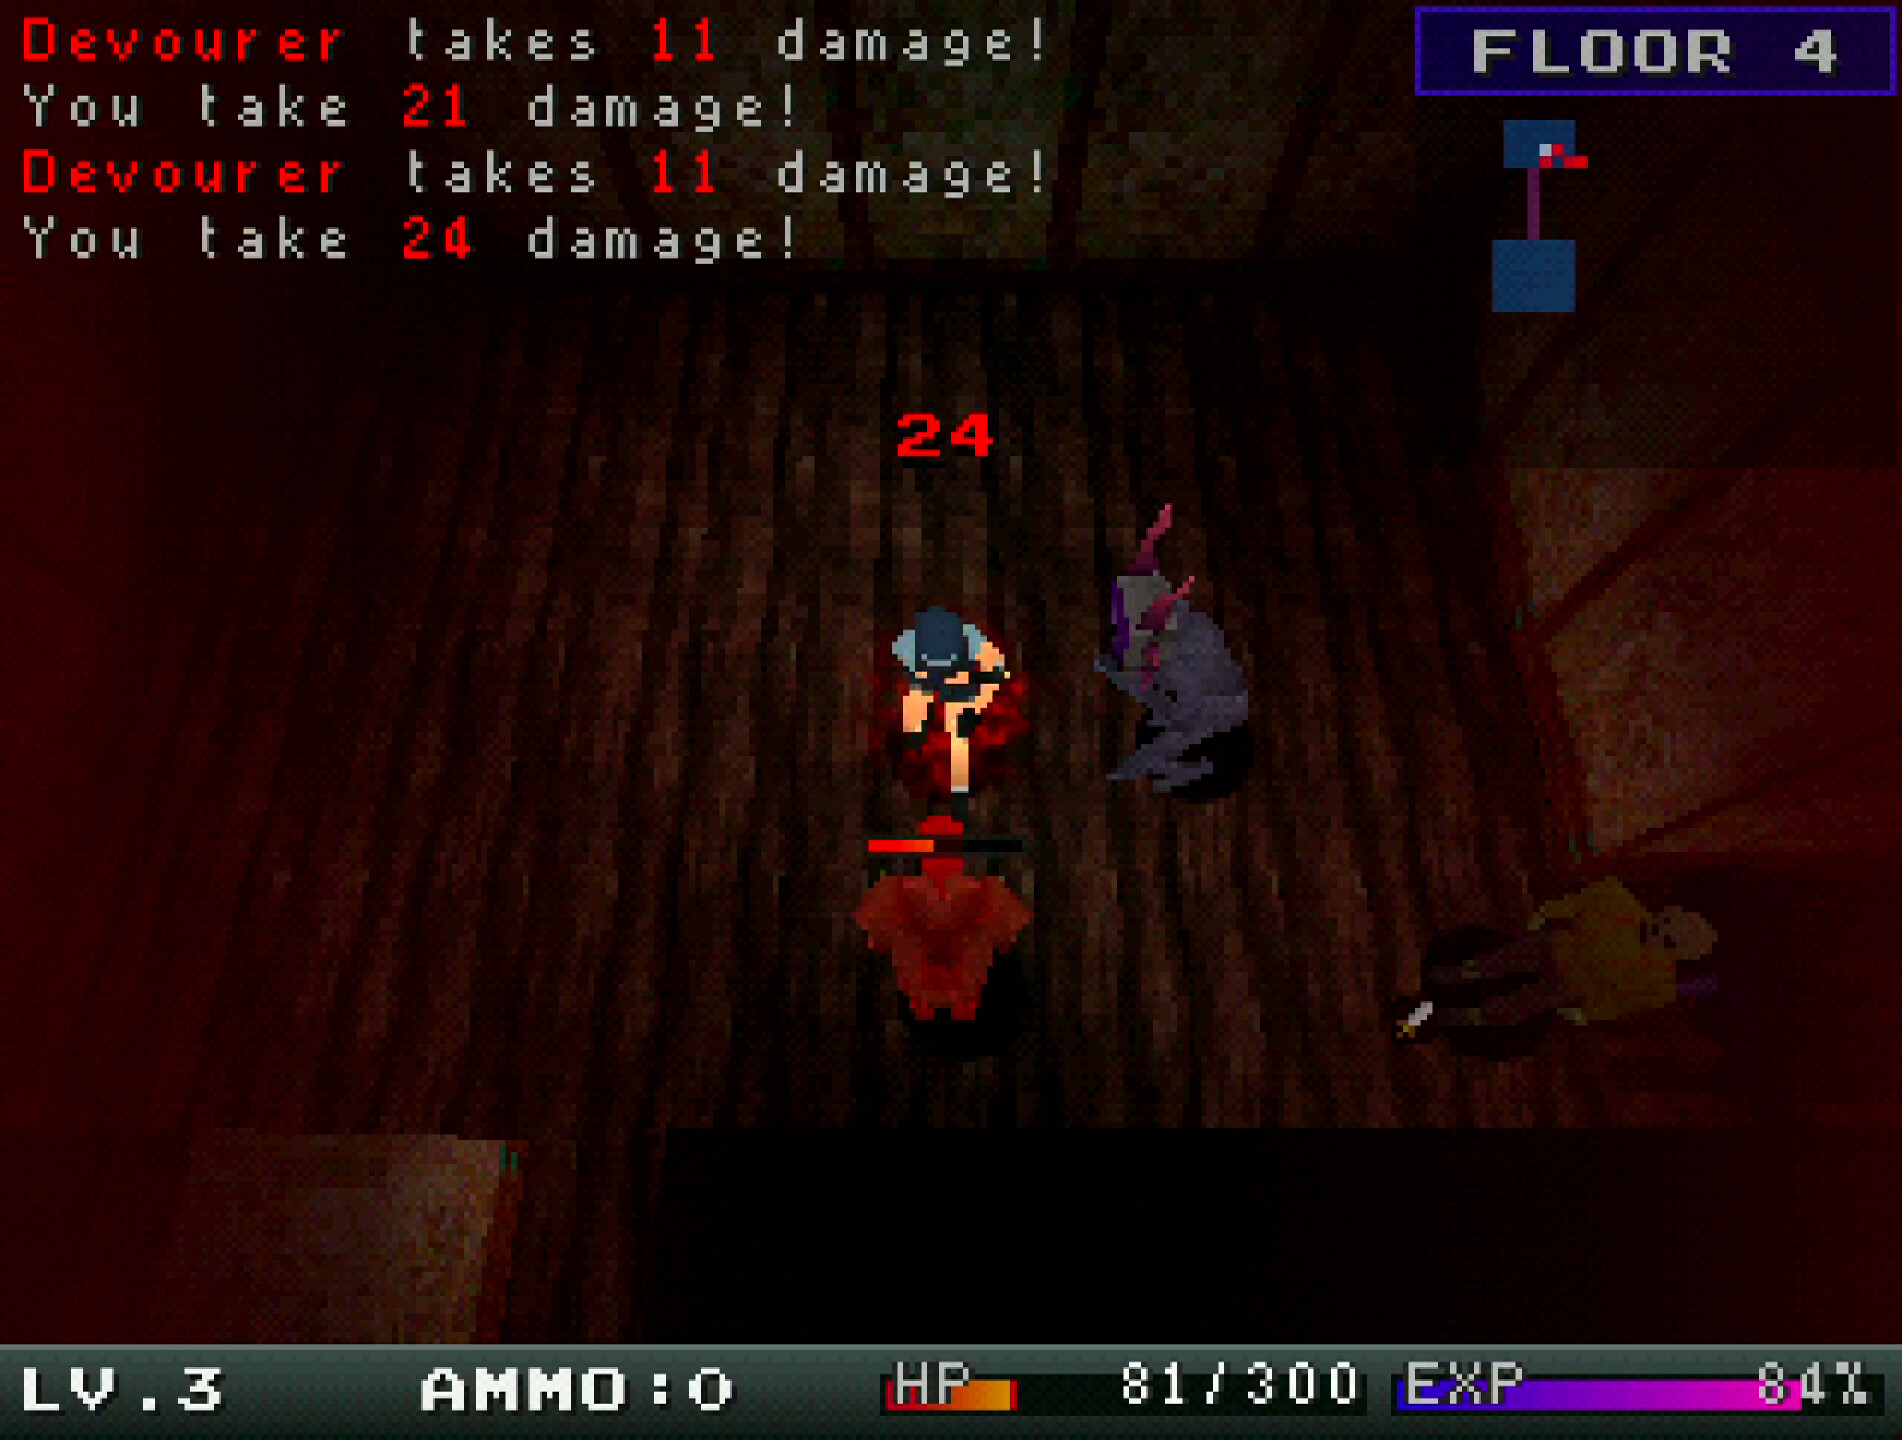 Devourer takes 11 damage!
You take 21 damage!
Devourer takes 11 damage!
You take 24 damage!
FLOOR 4
24
LV.3 AMMO:0 HP 81/300 EXP 84%